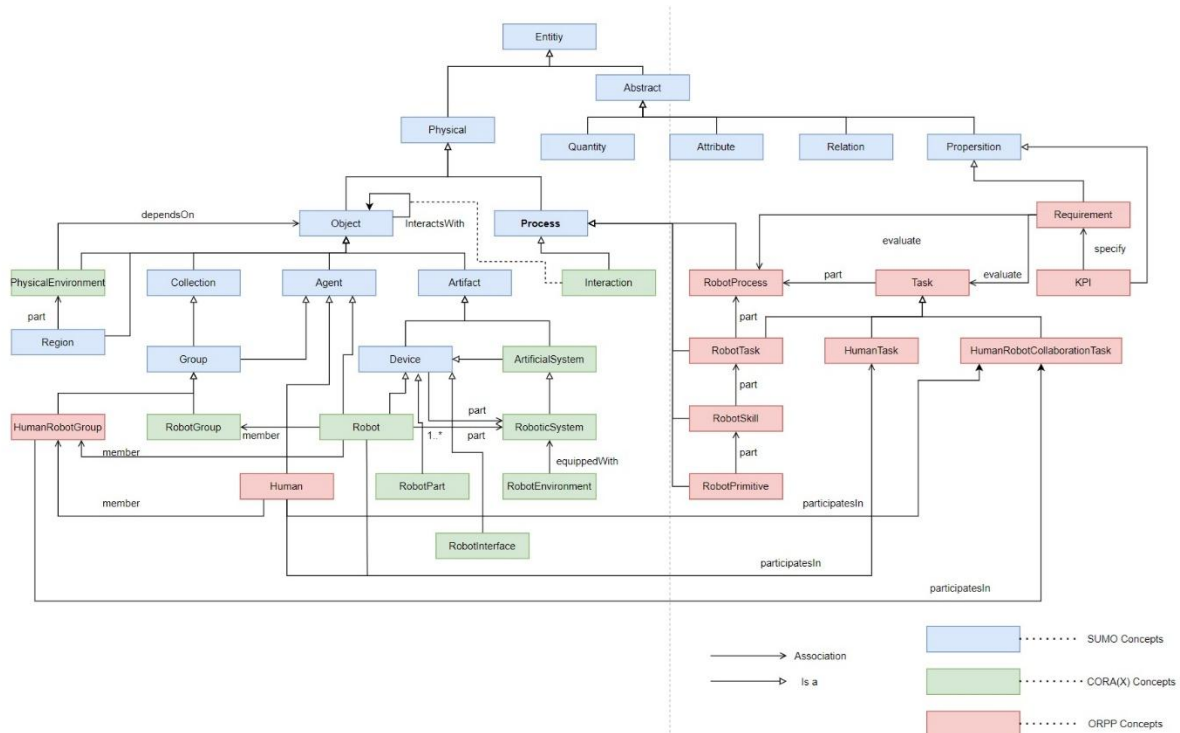 Entitiy
Abstract
Physical
Quantity
Attribute
Relation
Propersition
dependsOn
Object
InteractsWith
Process
Requirement
evaluate
specify
PhysicalEnvironment
Collection
Agent
Artifact
Interaction
RobotProcess
part
Task
evaluate
KPI
part
Region
part
Group
Device
ArtificialSystem
RobotTask
HumanTask
HumanRobotCollaborationTask
part
part
HumanRobotGroup
RobotGroup
member
Robot
1..*
part
RoboticSystem
RobotSkill
member
equippedWith
part
Human
RobotPart
RobotEnvironment
RobotPrimitive
member
participatesIn
RobotInterface
participatesIn
participatesIn
Association
Is a
SUMO Concepts
CORA(X) Concepts
ORPP Concepts